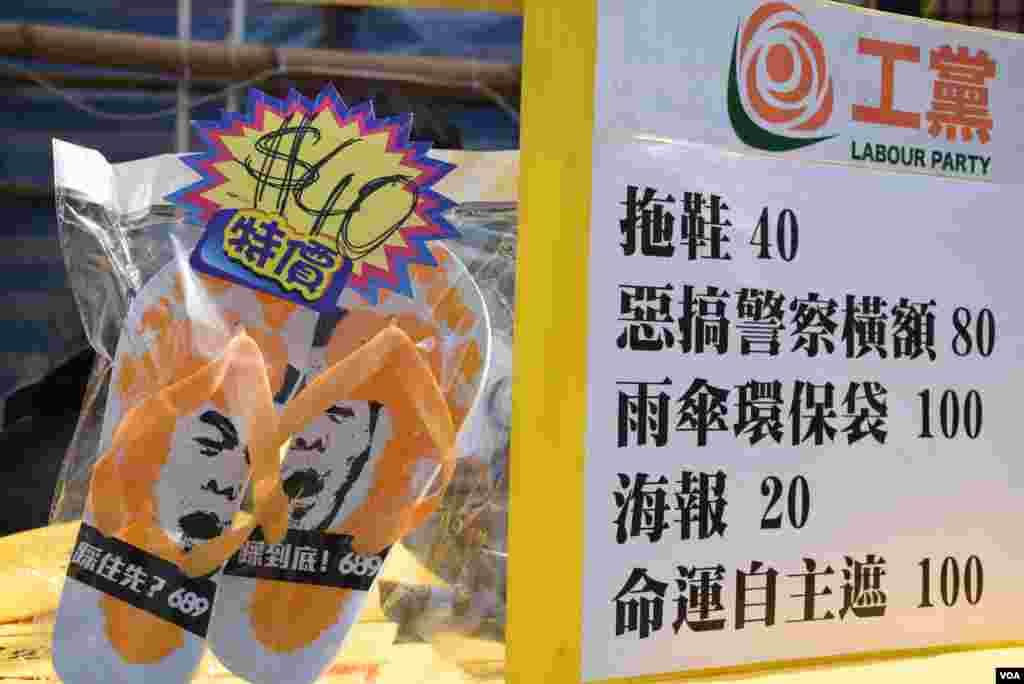 $40
特價
踩住先? 689
踩到底! 689
工黨
LABOUR PARTY
拖鞋 40
惡搞警察橫額 80
雨傘環保袋 100
海報 20
命運自主遮 100
VOA